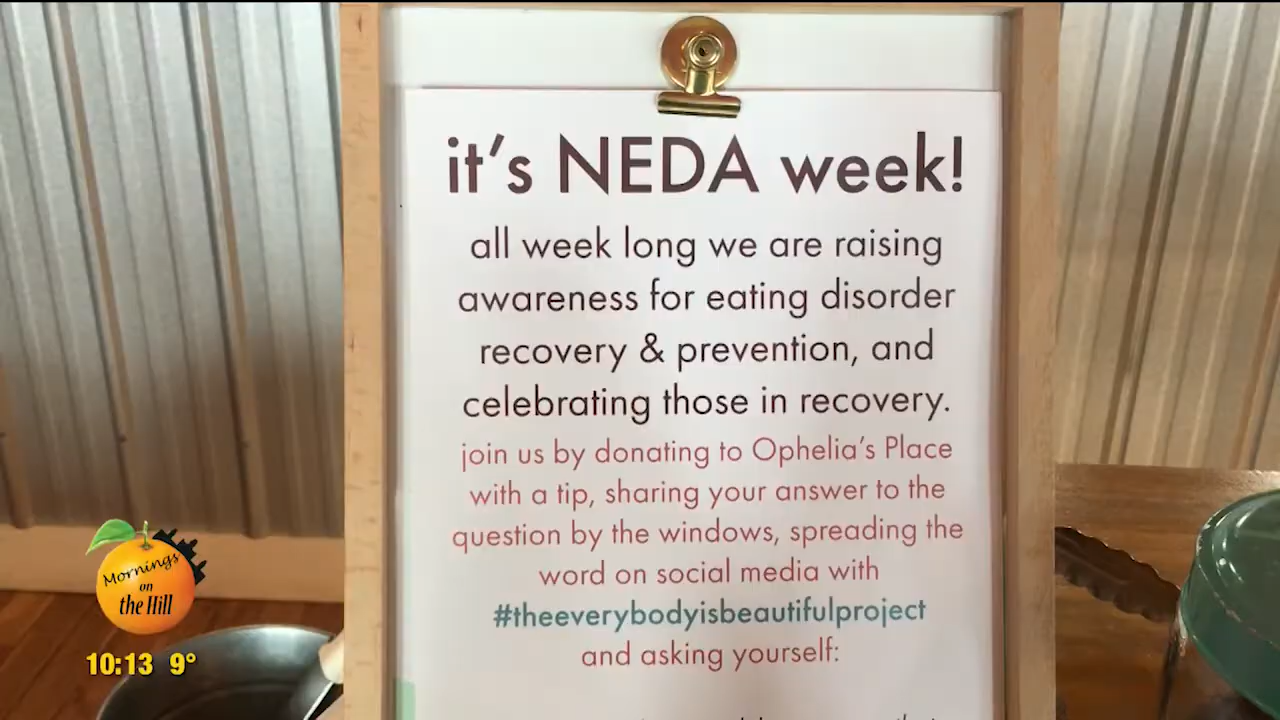 it's NEDA week!
all week long we are raising
awareness for eating disorder
recovery & prevention, and
celebrating those in recovery.
join us by donating to Ophelia's Place
with a tip, sharing your answer to the
question by the windows, spreading the
word on social media with
#theeverybodyisbeautifulproject
and asking yourself:
Mornings
on
the Hill
10:13 9°